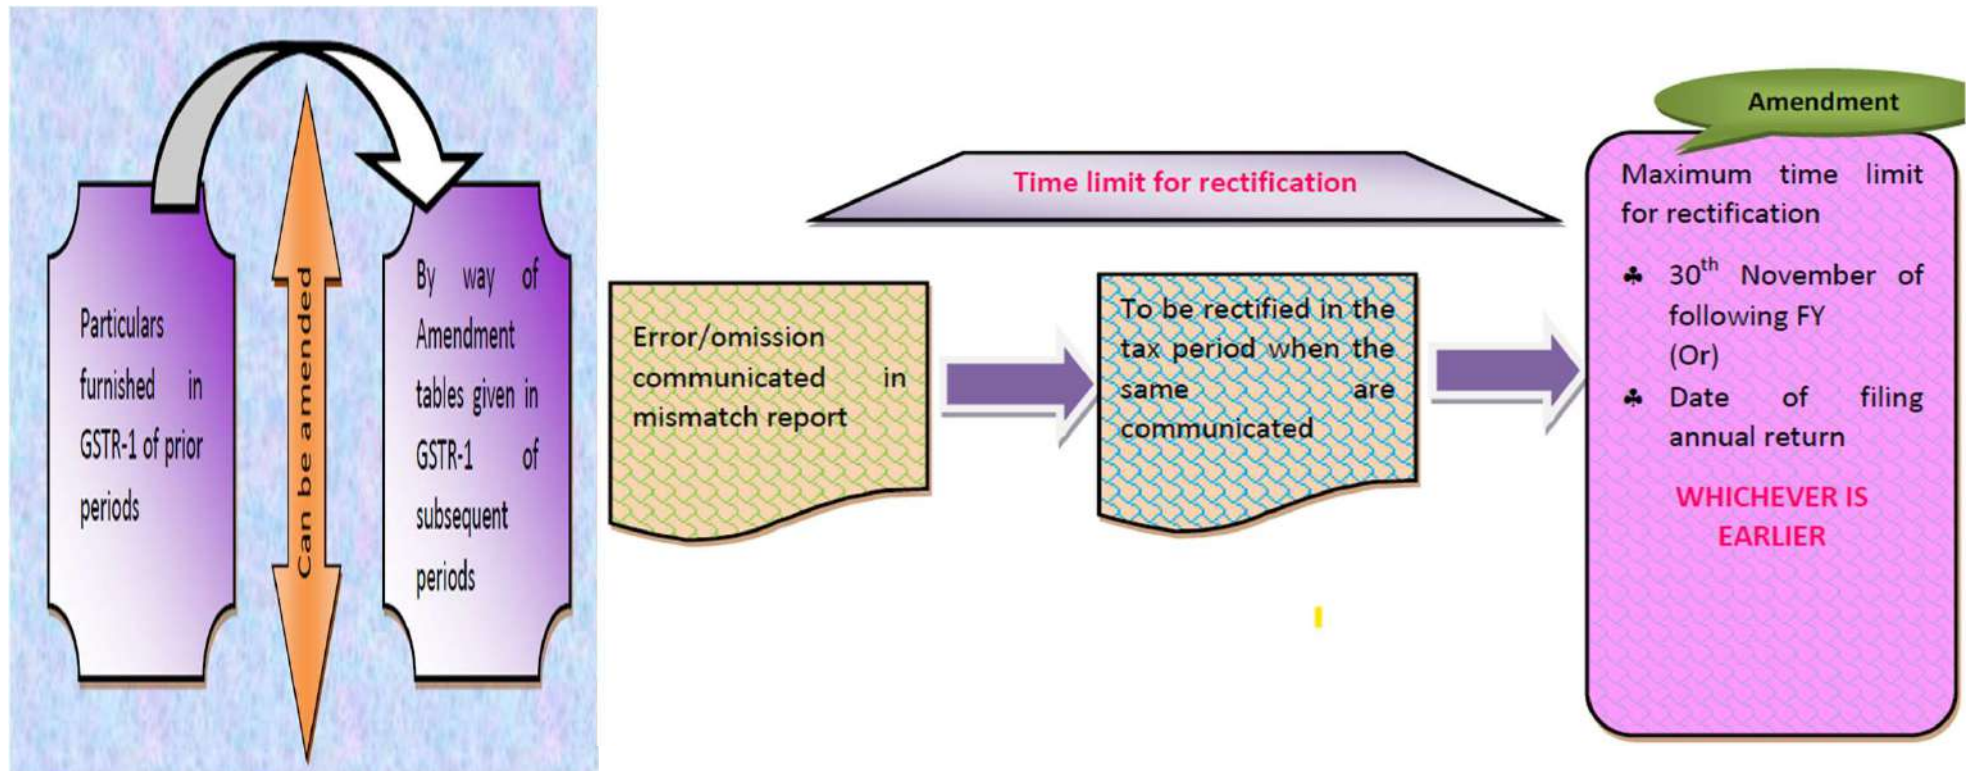 Particulars
furnished in
GSTR-1 of prior
periods
Can be amended
By way of
Amendment
tables given in
GSTR-1 of
subsequent
periods
Time limit for rectification
Error/omission
communicated in
mismatch report
To be rectified in the
tax period when the
same are
communicated
Amendment
Maximum time limit
for rectification
♣ 30th November of
following FY
(Or)
♣ Date of filing
annual return
WHICHEVER IS
EARLIER